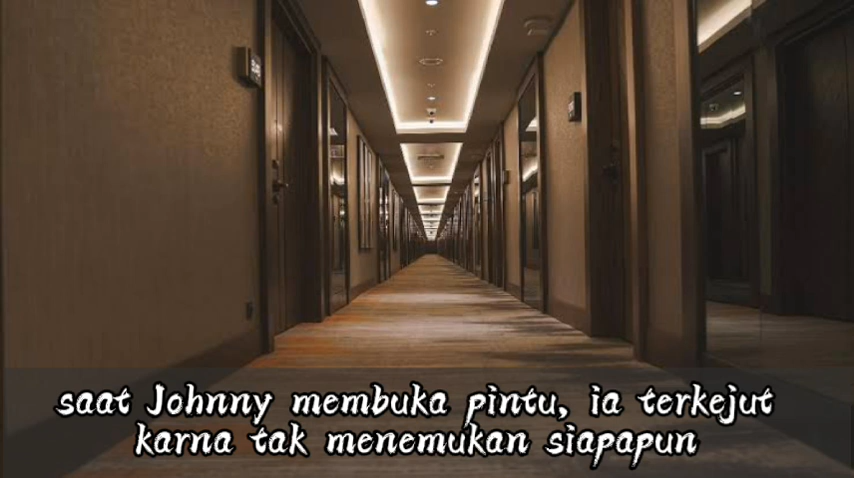 saat Johnny membuka pintu, ia terkejut
karna tak menemukan siapapun